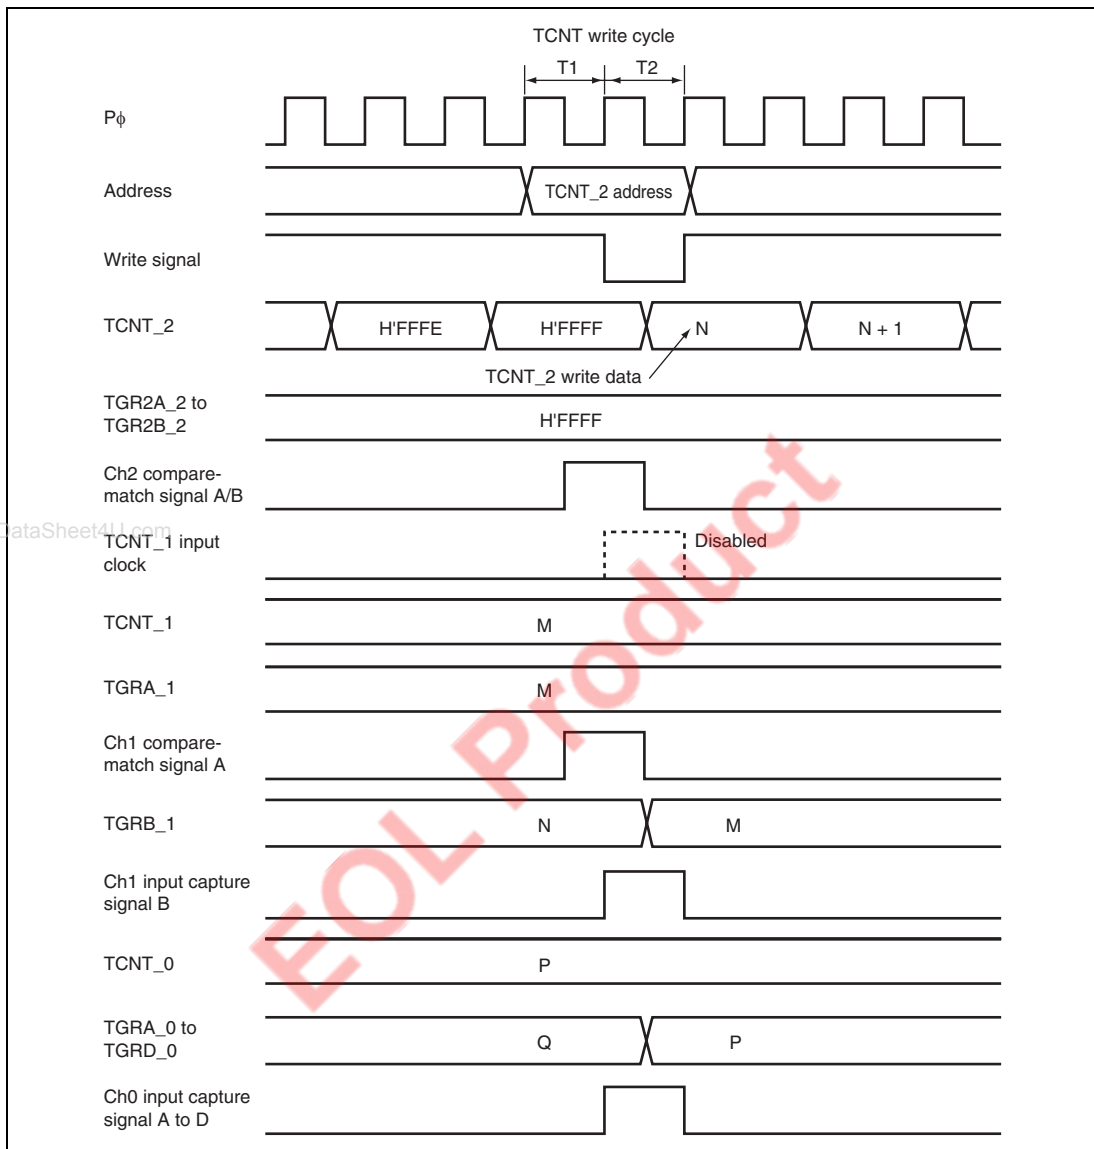 TCNT write cycle
T1 T2
Pϕ
Address TCNT_2 address
Write signal
TCNT_2 H'FFFE H'FFFF N N + 1
TCNT_2 write data
TGR2A_2 to
TGR2B_2 H'FFFF
Ch2 compare-
match signal A/B
DataSheet4U.com
TCNT_1 input Disabled
clock
TCNT_1 M
TGRA_1 M
Ch1 compare-
match signal A
TGRB_1 N M
Ch1 input capture
signal B
TCNT_0 P
TGRA_0 to
TGRD_0 Q P
Ch0 input capture
signal A to D
EOL Product